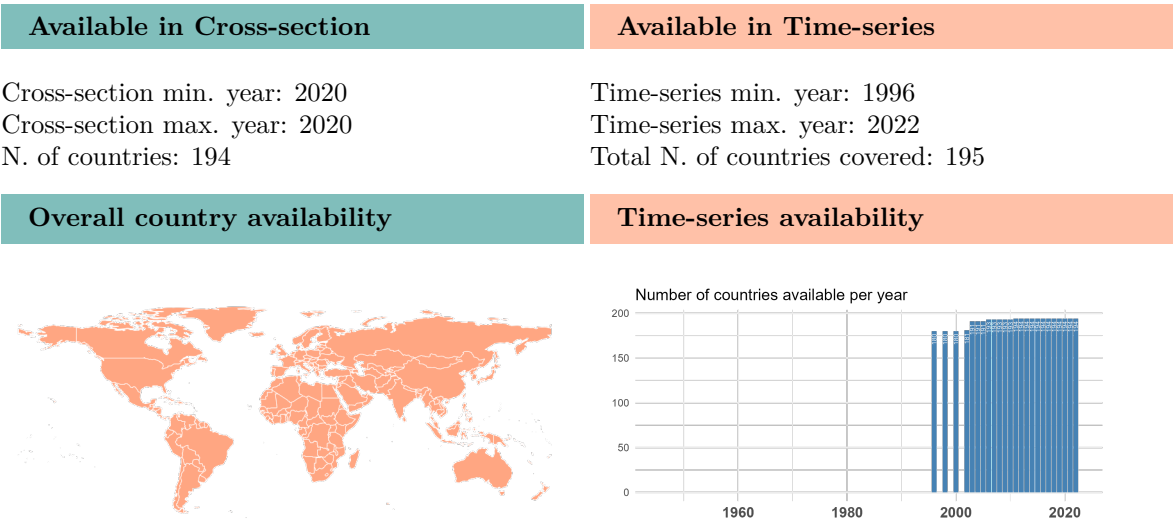 Available in Cross-section
Available in Time-series
Cross-section min. year: 2020
Cross-section max. year: 2020
N. of countries: 194
Time-series min. year: 1996
Time-series max. year: 2022
Total N. of countries covered: 195
Overall country availability
Time-series availability
Number of countries available per year
200
150
100
50
0
1960
1980
2000
2020